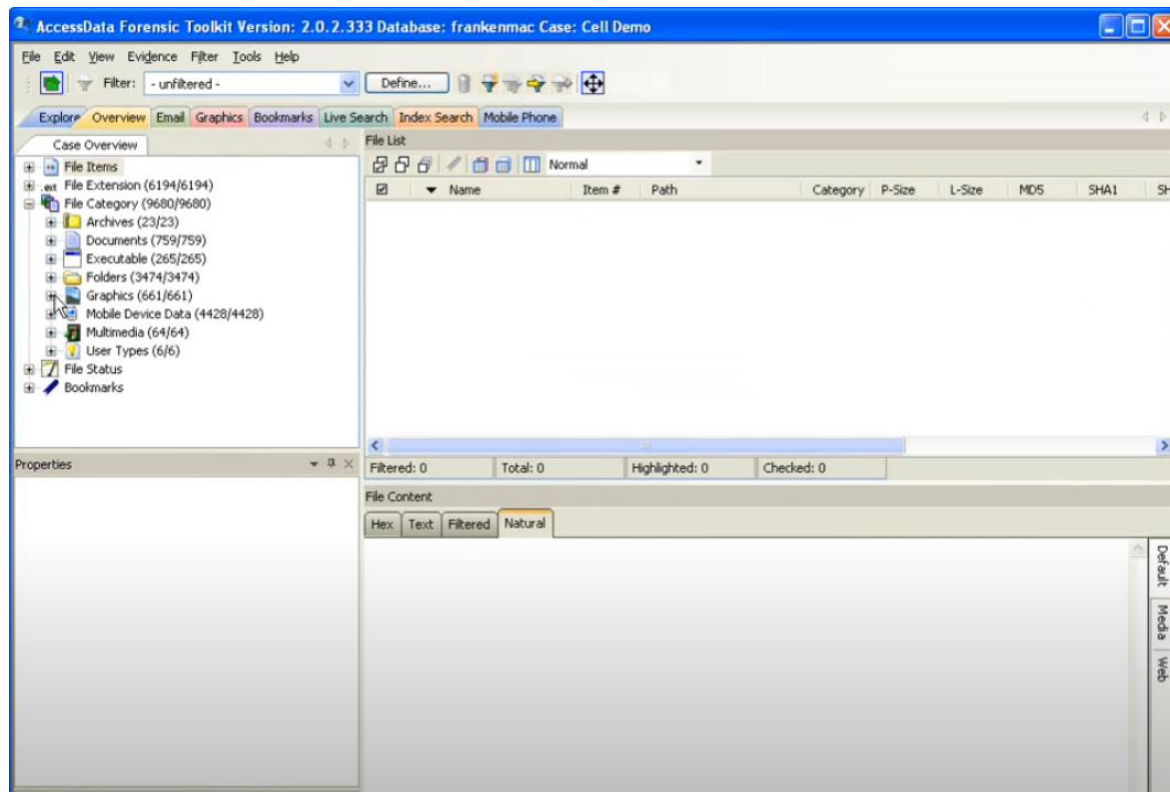 AccessData Forensic Toolkit Version: 2.0.2.333 Database: frankenmac Case: Cell Demo
File Edit View Evidence Filter Tools Help
Filter: - unfiltered - Define...
Explore Overview Email Graphics Bookmarks Live Search Index Search Mobile Phone
Case Overview
File Items
File Extension (6194/6194)
File Category (9680/9680)
Archives (23/23)
Documents (759/759)
Executable (265/265)
Folders (3474/3474)
Graphics (661/661)
Mobile Device Data (4428/4428)
Multimedia (64/64)
User Types (6/6)
File Status
Bookmarks
File List
Normal
Name Item # Path Category P-Size L-Size MD5 SHA1 SH
Filtered: 0 Total: 0 Highlighted: 0 Checked: 0
Properties
File Content
Hex Text Filtered Natural
Default
Media
Web